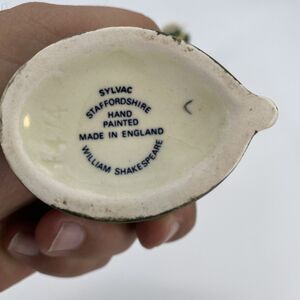 SYLVAC
STAFFORDSHIRE
HAND
PAINTED
MADE IN ENGLAND
WILLIAM SHAKESPEARE